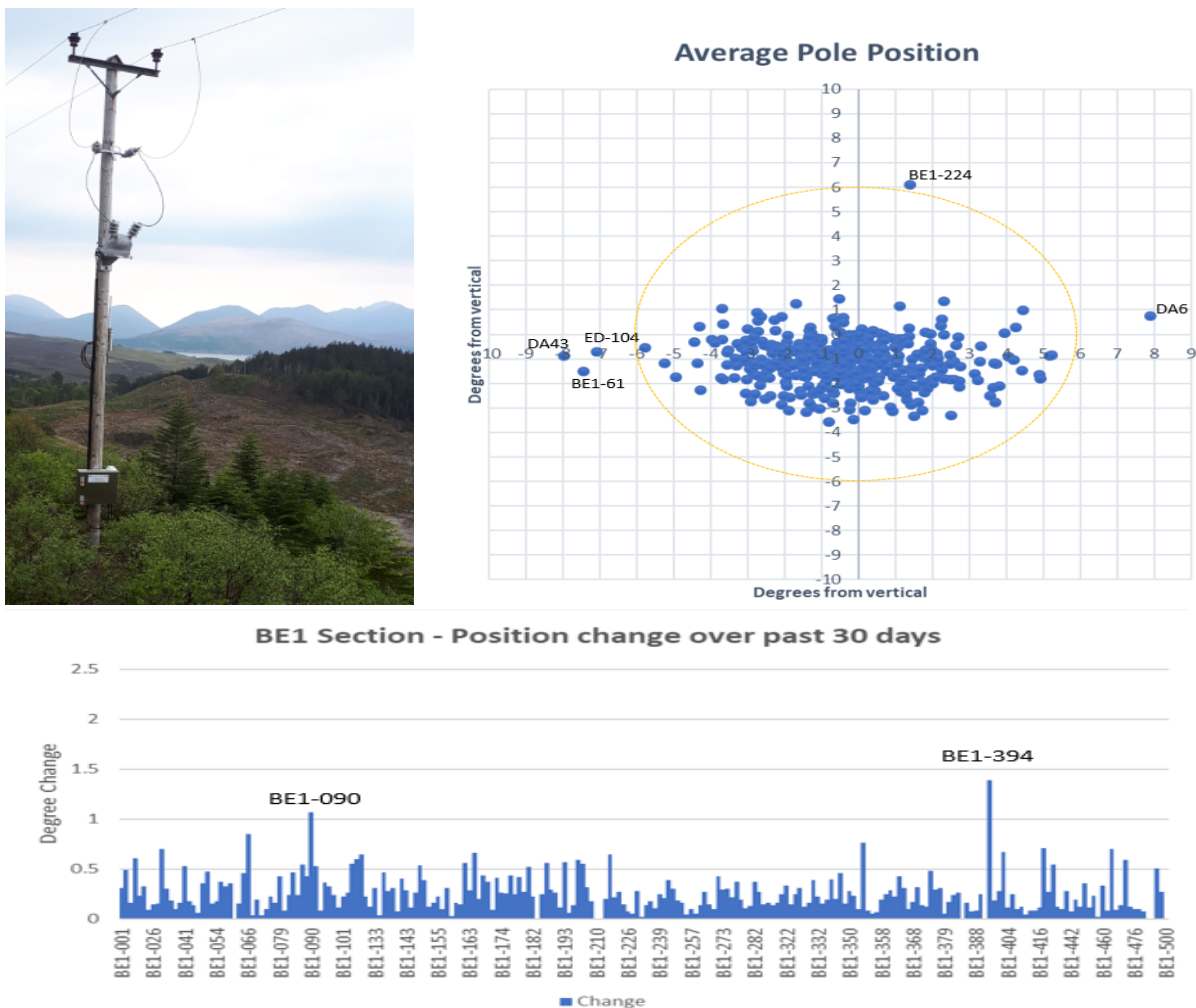 Average Pole Position
10
9
8
7
6
5
4
3
2
1
0
-1
-2
-4
-5
-6
-7
-8
-9
-10
10 -9 -8 -7 -6 -5 -4 -3 -2 -1 0 1 2 3 4 5 6 7 8 9 10
BE1-224
DA6
DA43
ED-104
BE1-61
Degrees from vertical
Degrees from vertical
BE1 Section - Position change over past 30 days
2.5
2
1.5
1
0.5
0
Degree Change
BE1-090
BE1-394
BE1-001
BE1-026
BE1-041
BE1-054
BE1-066
BE1-079
BE1-090
BE1-101
BE1-133
BE1-143
BE1-155
BE1-163
BE1-174
BE1-182
BE1-193
BE1-210
BE1-226
BE1-239
BE1-257
BE1-273
BE1-282
BE1-322
BE1-332
BE1-350
BE1-358
BE1-368
BE1-379
BE1-388
BE1-404
BE1-416
BE1-442
BE1-460
BE1-476
BE1-500
Change